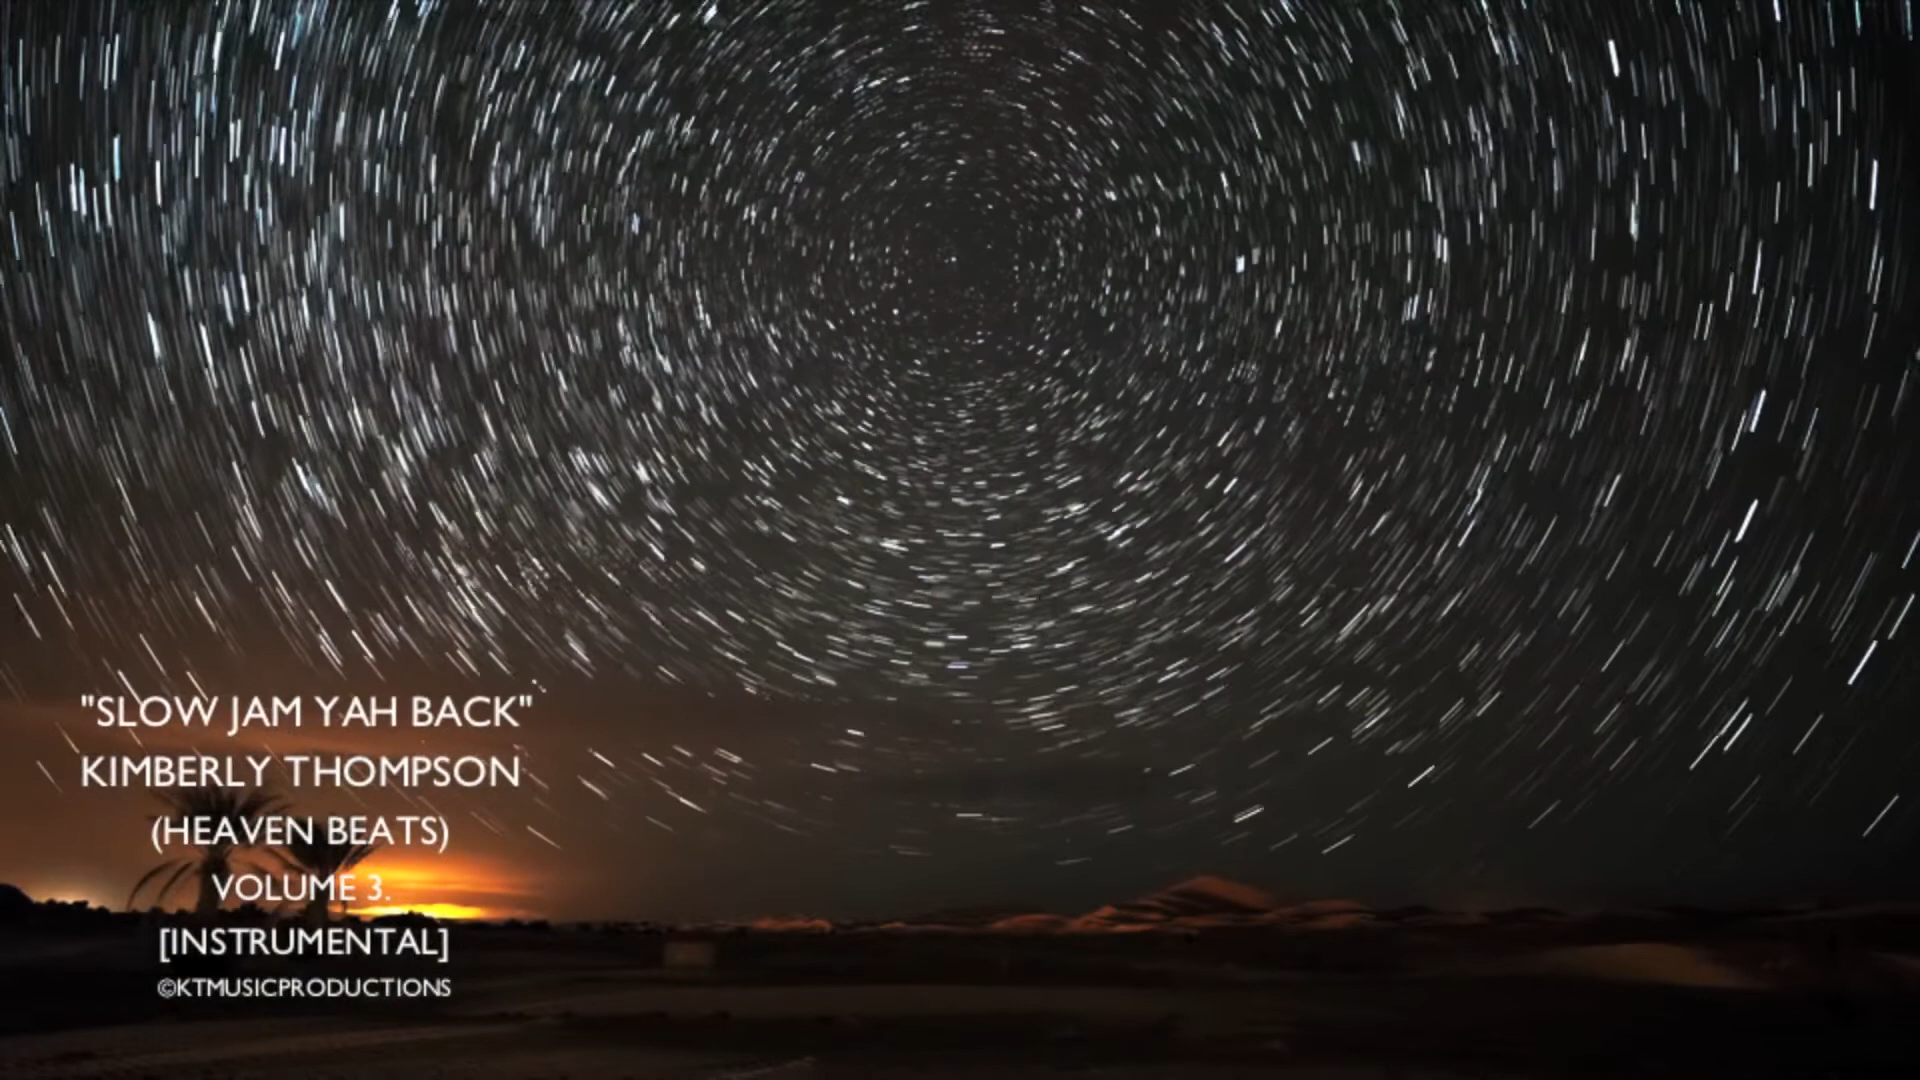 "SLOW JAM YAH BACK"
KIMBERLY THOMPSON
(HEAVEN BEATS)
VOLUME 3.
[INSTRUMENTAL]
©KTMUSICPRODUCTIONS